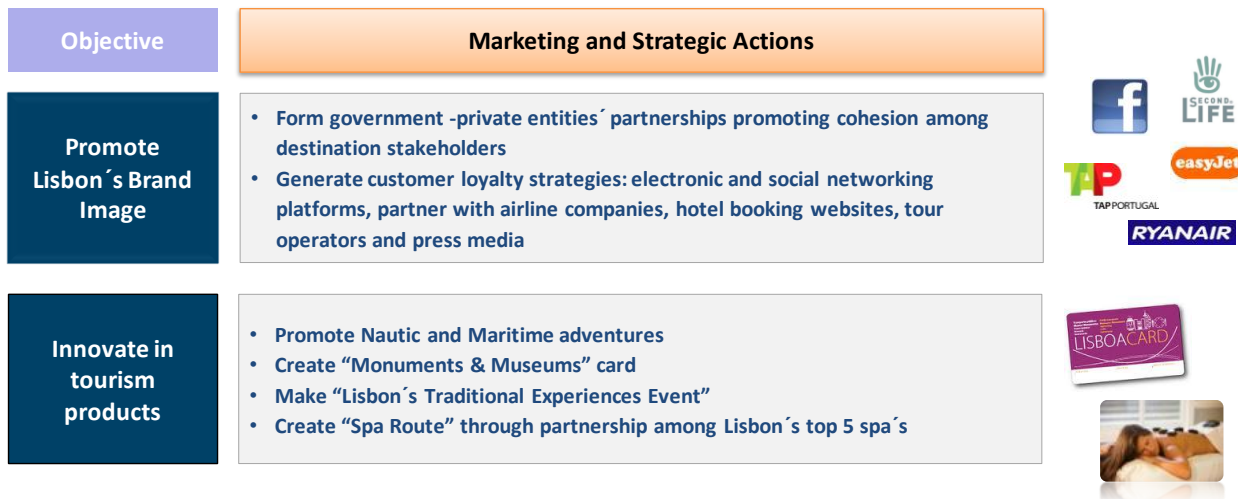 Objective
Marketing and Strategic Actions
Promote
Lisbon´s Brand
Image
• Form government -private entities´ partnerships promoting cohesion among
destination stakeholders
• Generate customer loyalty strategies: electronic and social networking
platforms, partner with airline companies, hotel booking websites, tour
operators and press media
f
SECOND
LIFE
easyJet
TAP
TAP PORTUGAL
RYANAIR
Innovate in
tourism
products
• Promote Nautic and Maritime adventures
• Create “Monuments & Museums” card
• Make “Lisbon´s Traditional Experiences Event”
• Create “Spa Route” through partnership among Lisbon´s top 5 spa´s
LISBOACARD